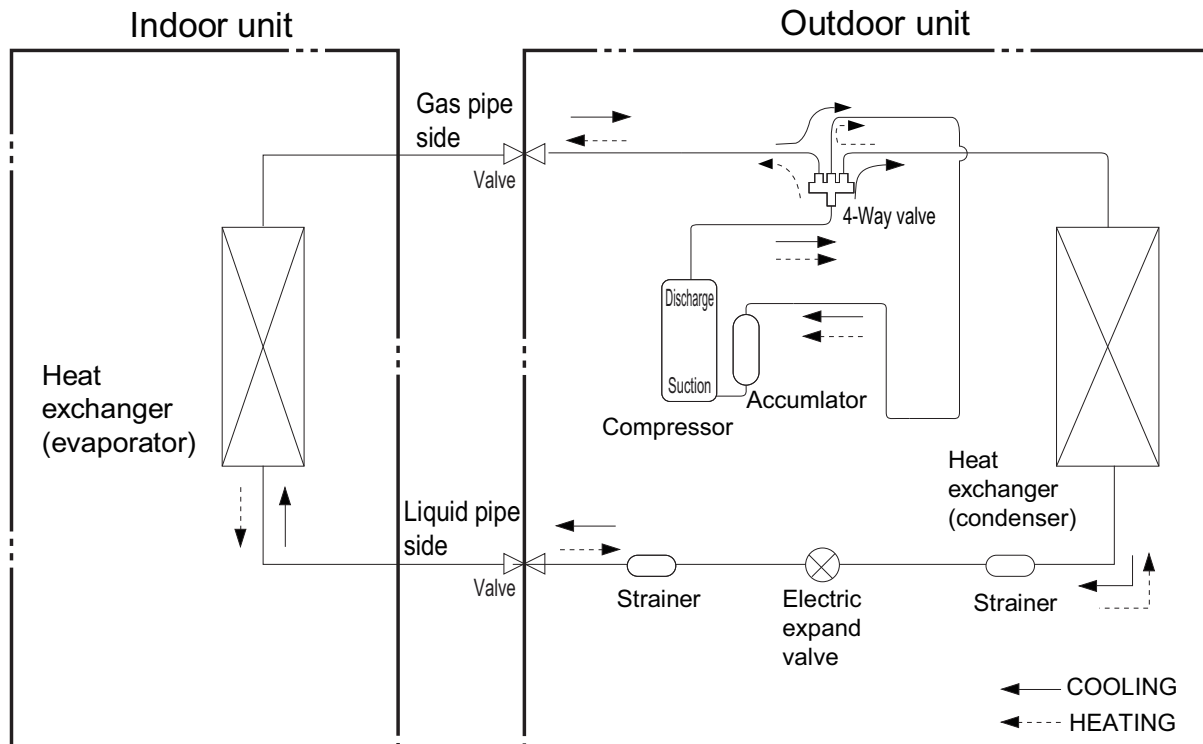 Indoor unit
Outdoor unit
Gas pipe
side
Valve
4-Way valve
Discharge
Suction
Compressor
Accumlator
Heat
exchanger
(evaporator)
Heat
exchanger
(condenser)
Liquid pipe
side
Valve
Strainer
Electric
expand
valve
Strainer
COOLING
HEATING